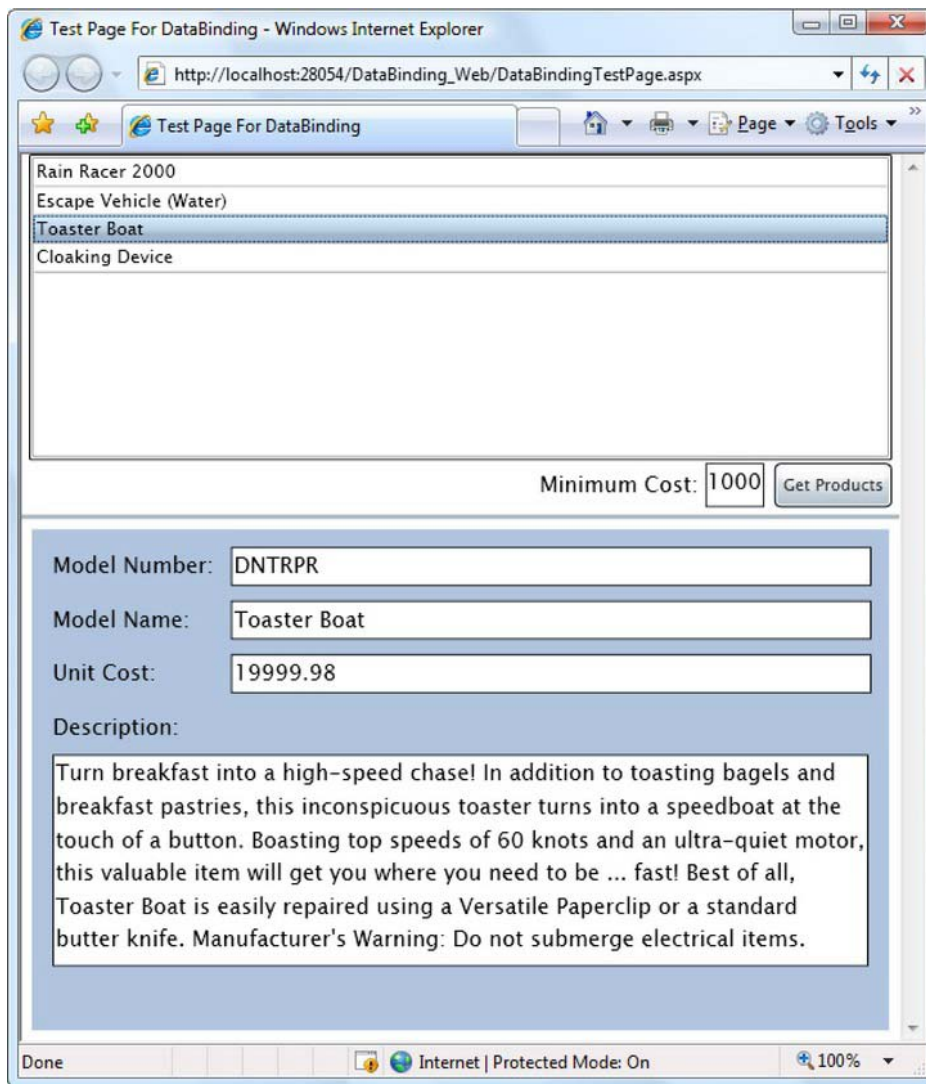 Test Page For DataBinding - Windows Internet Explorer
http://localhost:28054/DataBinding_Web/DataBindingTestPage.aspx
Test Page For DataBinding
Page
Tools
Rain Racer 2000
Escape Vehicle (Water)
Toaster Boat
Cloaking Device
Minimum Cost: 1000 Get Products
Model Number: DNTRPR
Model Name: Toaster Boat
Unit Cost: 19999.98
Description:
Turn breakfast into a high-speed chase! In addition to toasting bagels and
breakfast pastries, this inconspicuous toaster turns into a speedboat at the
touch of a button. Boasting top speeds of 60 knots and an ultra-quiet motor,
this valuable item will get you where you need to be ... fast! Best of all,
Toaster Boat is easily repaired using a Versatile Paperclip or a standard
butter knife. Manufacturer's Warning: Do not submerge electrical items.
Done
Internet | Protected Mode: On
100%